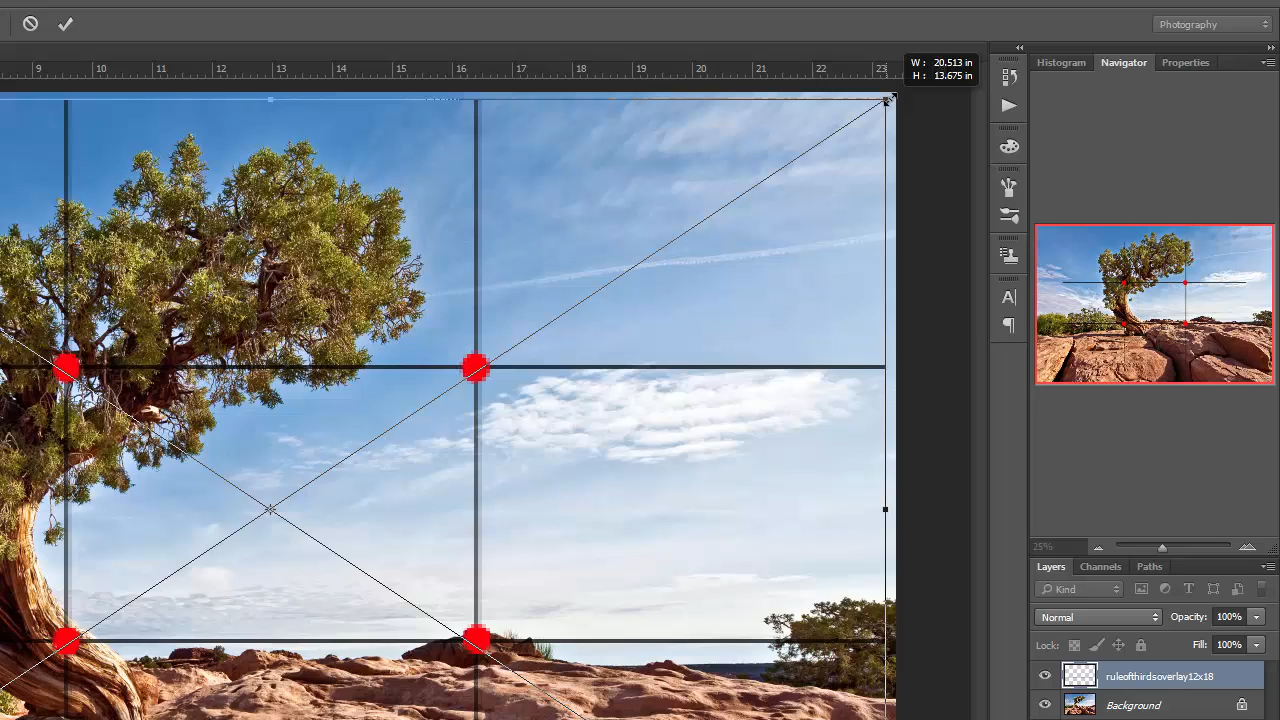 Photography
9 10 11 12 13 14 15 16 17 18 19 20 21 22 23
W : 20.513 in
H : 13.675 in
Histogram Navigator Properties
25%
Layers Channels Paths
Kind
Normal Opacity: 100%
Lock: Fill: 100%
ruleofthirdsoverlay12x18
Background